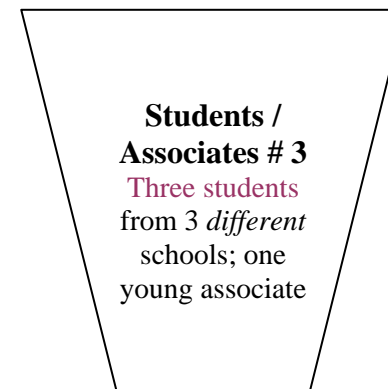 Students /
Associates # 3
Three students
from 3 different
schools; one
young associate